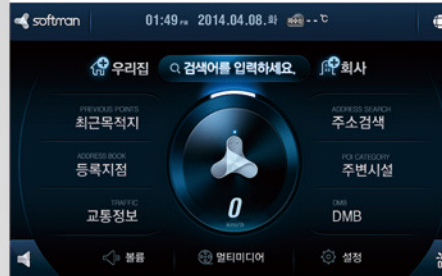 softman
01:49 PM 2014.04.08.화
--℃
우리집
검색어를 입력하세요.
회사
PREVIOUS POINTS
최근목적지
ADDRESS SEARCH
주소검색
ADDRESS BOOK
등록지점
POI CATEGORY
주변시설
TRAFFIC
교통정보
0
KM/H
DMB
DMB
볼륨
멀티미디어
설정